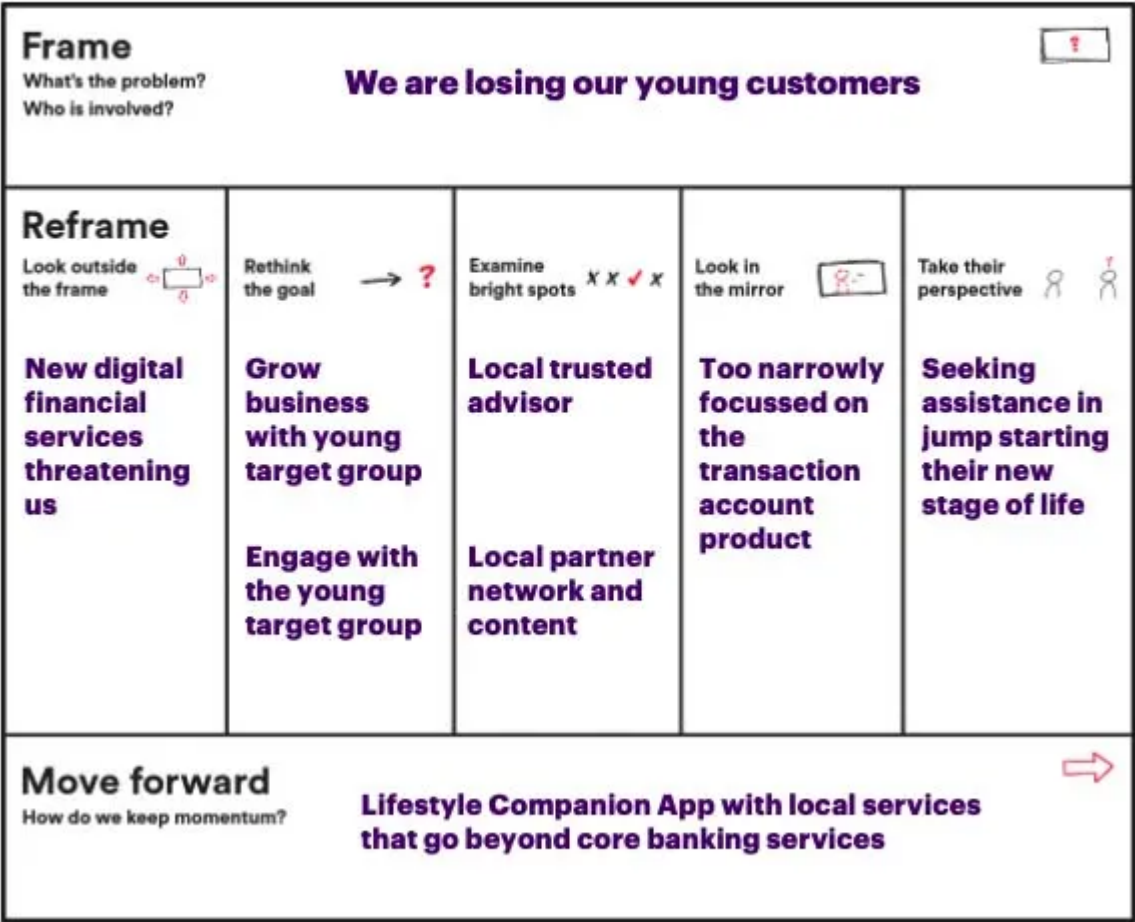 Frame
What's the problem?
Who is involved?
We are losing our young customers
?
Reframe
Look outside
the frame
New digital
financial
services
threatening
us
Rethink
the goal
?
Grow
business
with young
target group
Engage with
the young
target group
Examine
bright spots
x x ✓ x
Local trusted
advisor
Local partner
network and
content
Look in
the mirror
Too narrowly
focussed on
the
transaction
account
product
Take their
perspective
?
Seeking
assistance in
jump starting
their new
stage of life
Move forward
How do we keep momentum?
Lifestyle Companion App with local services
that go beyond core banking services